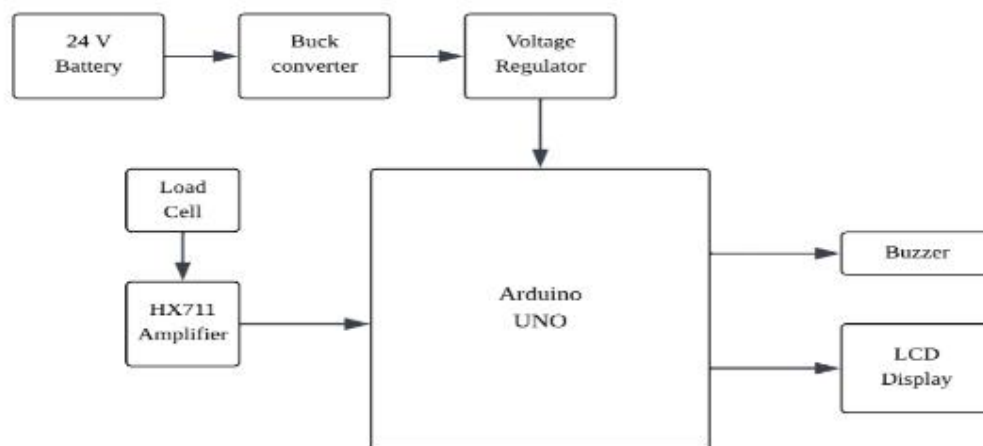 24 V
Battery
Buck
converter
Voltage
Regulator
Load
Cell
HX711
Amplifier
Arduino
UNO
Buzzer
LCD
Display